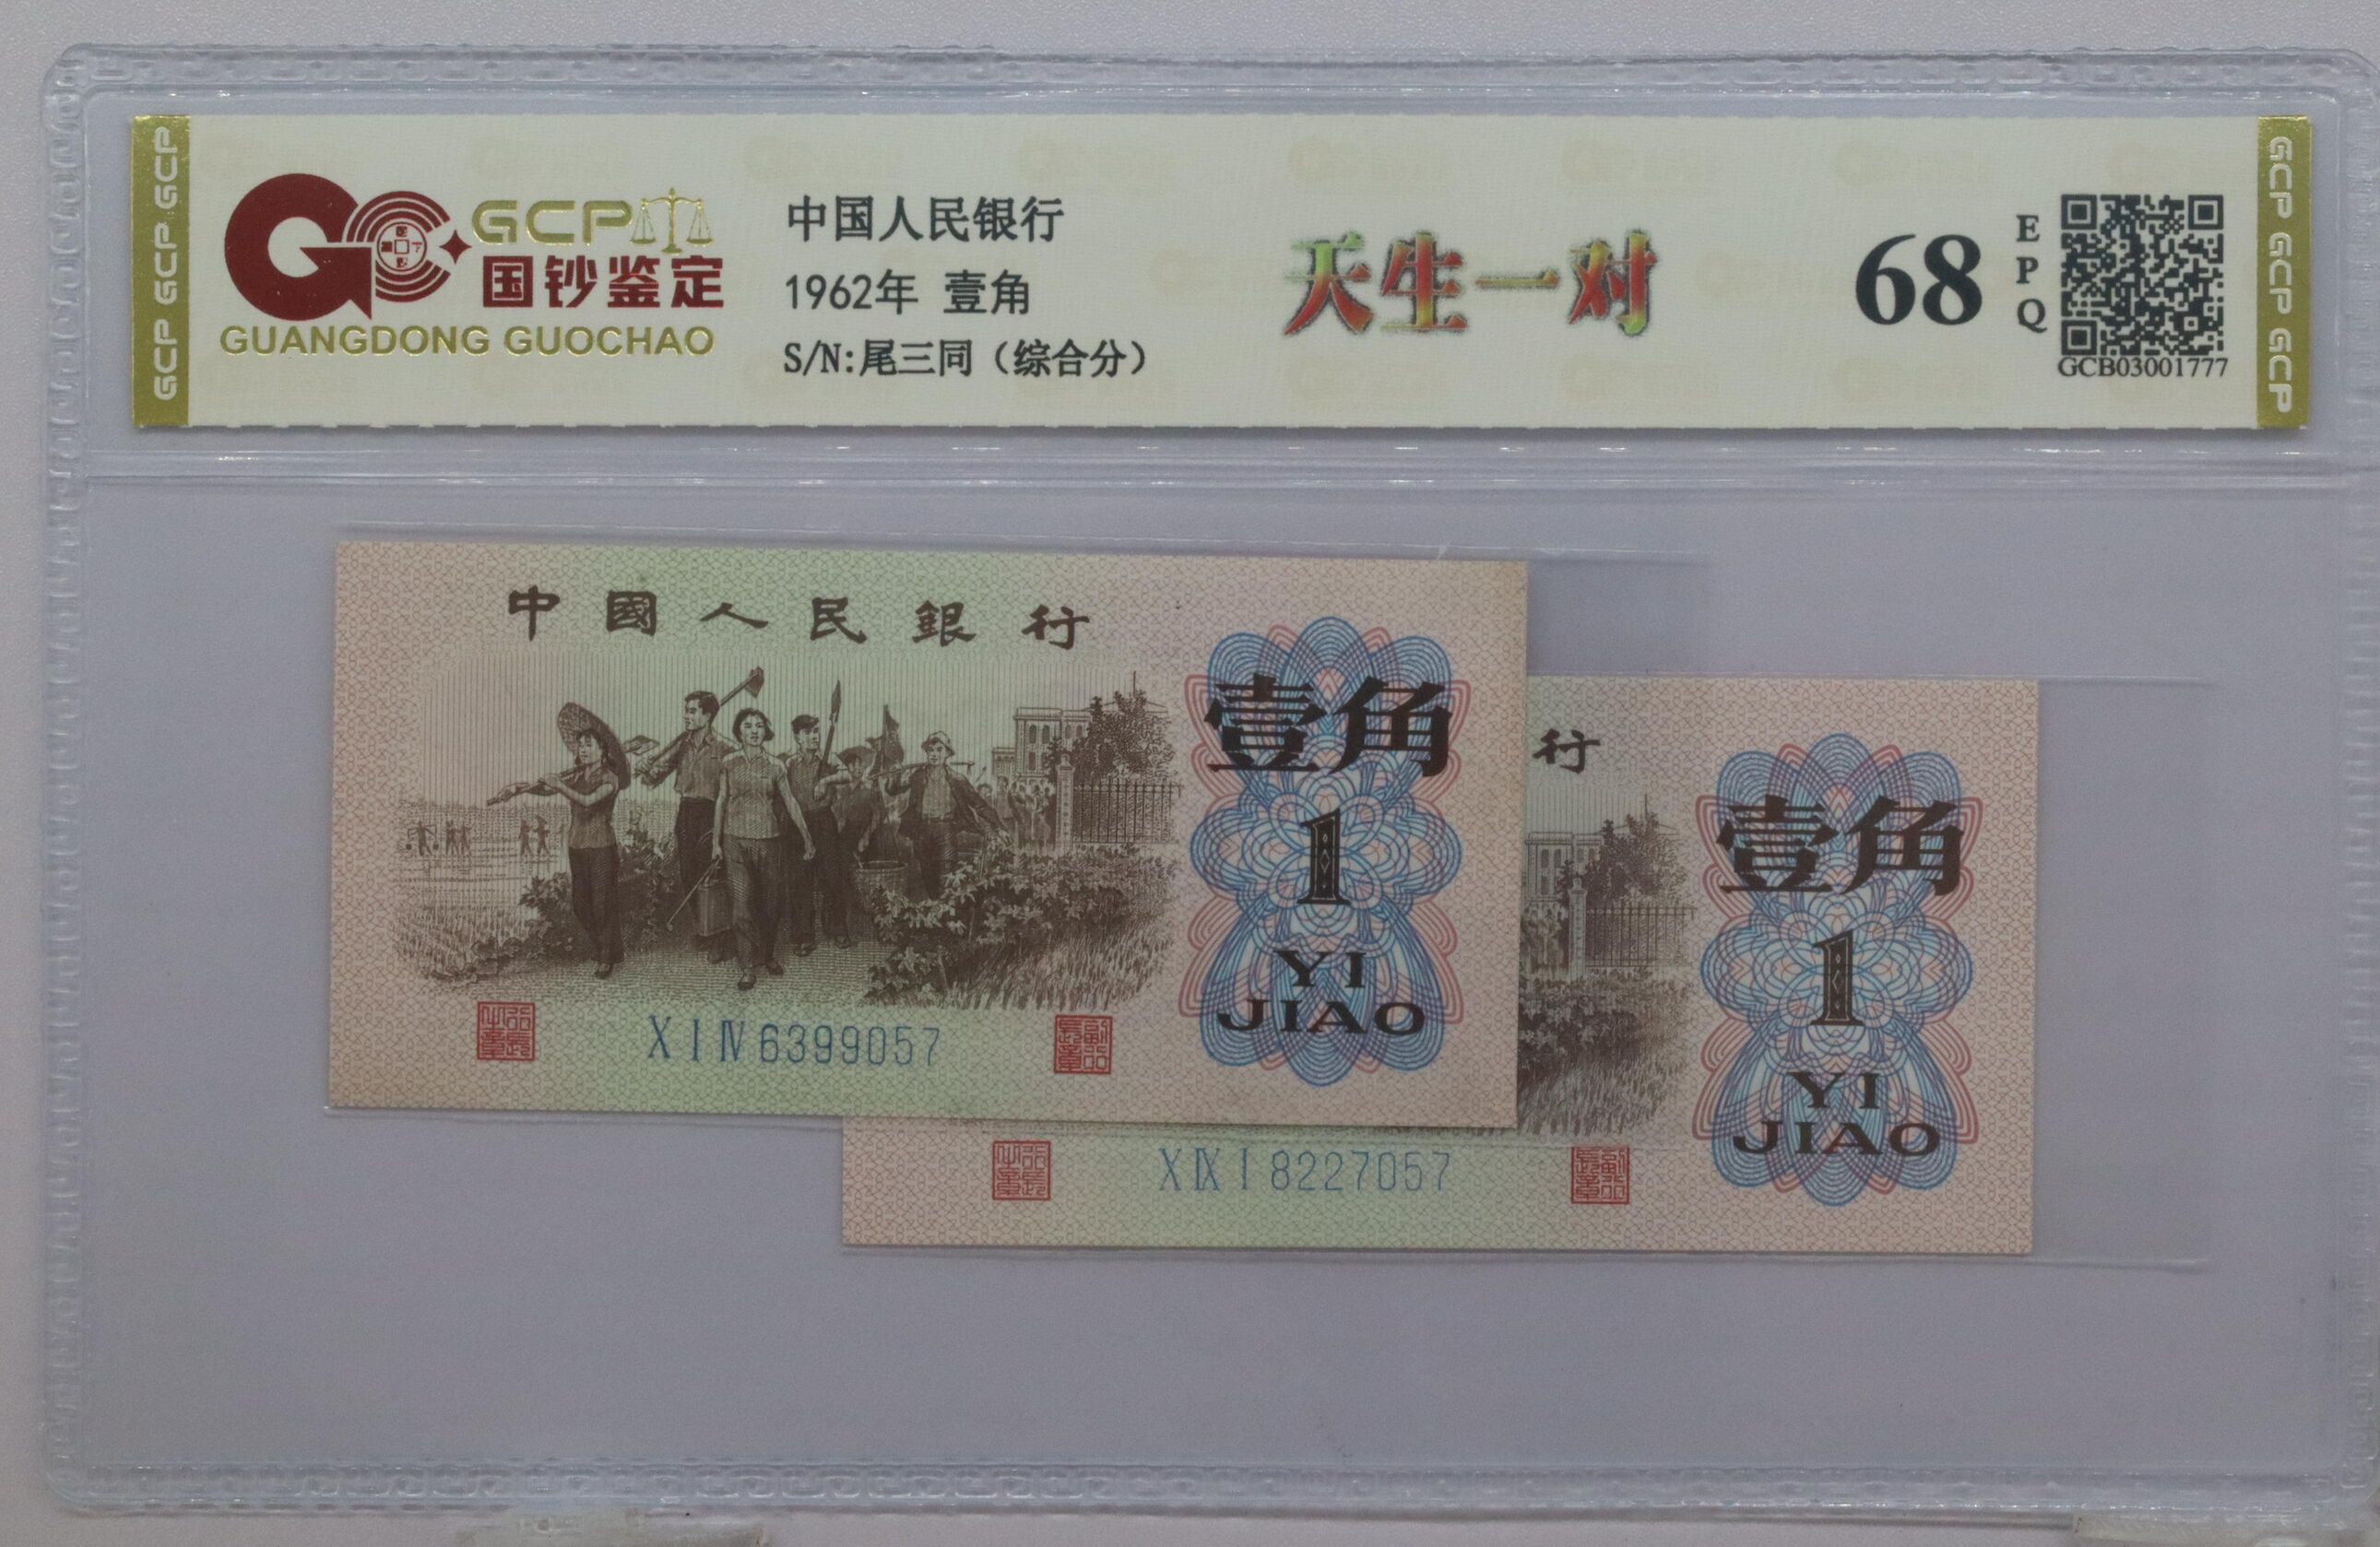 GCP GCP GCP
GCP
国钞鉴定
GUANGDONG GUOCHAO
中国人民银行
1962年 壹角
S/N:尾三同（综合分）
天生一对
68
EPQ
GCB03001777
GCP GCP GCP
中國人民銀行
壹角
1
YI
JIAO
X I Ⅳ 6399057
行
壹角
1
YI
JIAO
X Ⅸ I 8227057